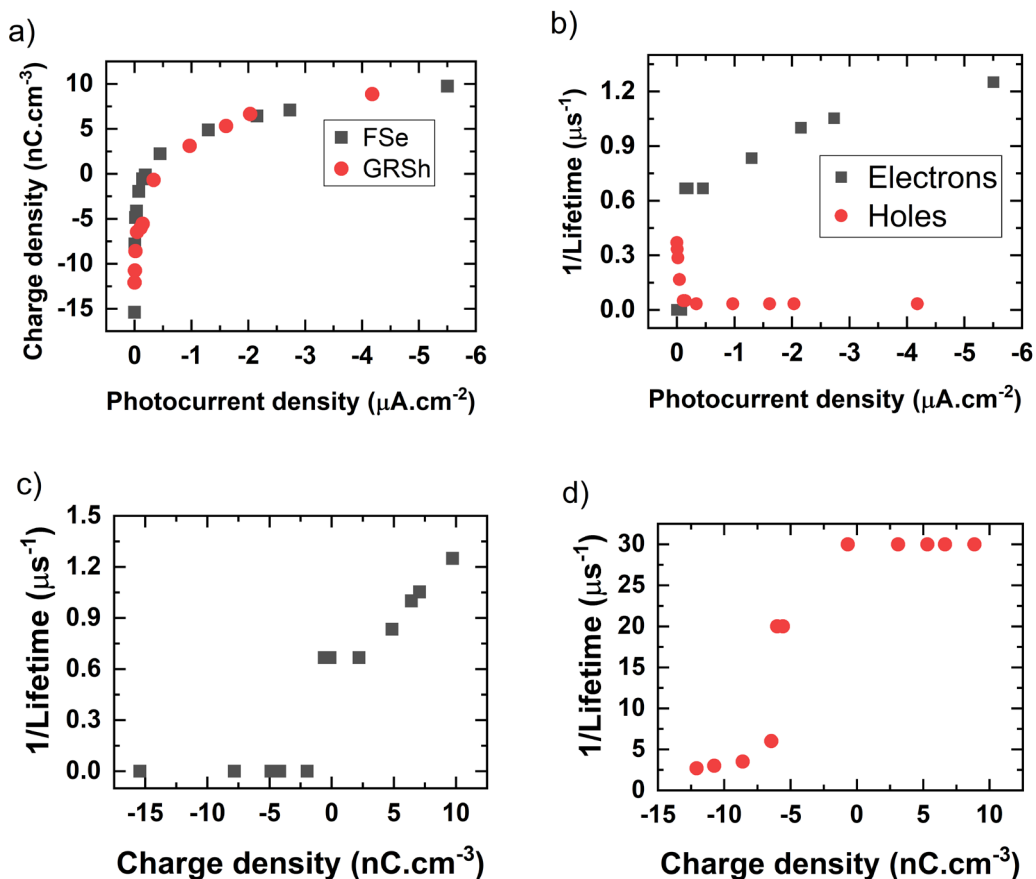 a)
Charge density (nC.cm⁻³)
10
5
0
-5
-10
-15
FSe
GRSh
0 -1 -2 -3 -4 -5 -6
Photocurrent density (μA.cm⁻²)
b)
1/Lifetime (μs⁻¹)
1.2
0.9
0.6
0.3
0.0
Electrons
Holes
0 -1 -2 -3 -4 -5 -6
Photocurrent density (μA.cm⁻²)
c)
1/Lifetime (μs⁻¹)
1.5
1.2
0.9
0.6
0.3
0.0
-15 -10 -5 0 5 10
Charge density (nC.cm⁻³)
d)
1/Lifetime (μs⁻¹)
30
25
20
15
10
5
0
-15 -10 -5 0 5 10
Charge density (nC.cm⁻³)